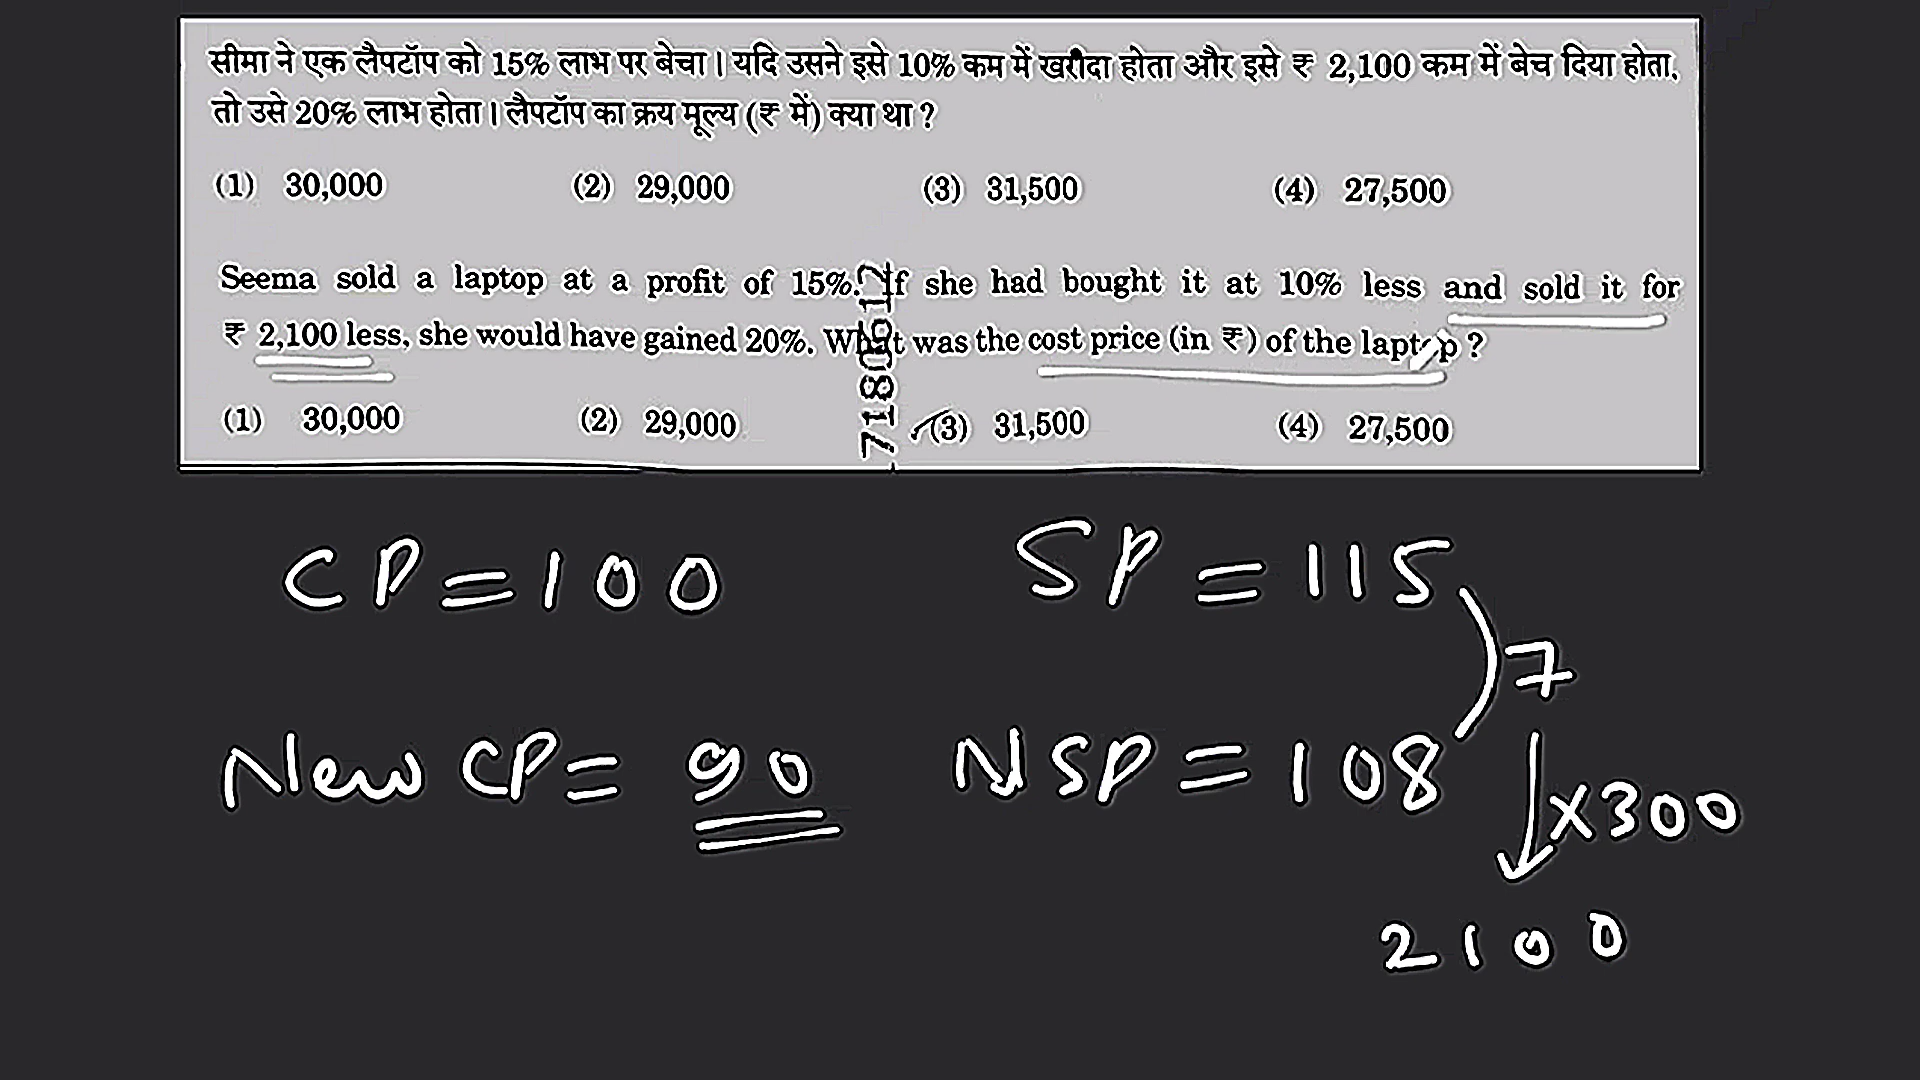 सीमा ने एक लैपटॉप को 15% लाभ पर बेचा । यदि उसने इसे 10% कम में खरीदा होता और इसे ₹ 2,100 कम में बेच दिया होता,
तो उसे 20% लाभ होता । लैपटॉप का क्रय मूल्य (₹ में) क्या था ?
(1) 30,000 (2) 29,000 (3) 31,500 (4) 27,500
Seema sold a laptop at a profit of 15%. If she had bought it at 10% less and sold it for
₹ 2,100 less, she would have gained 20%. What was the cost price (in ₹) of the laptop ?
(1) 30,000 (2) 29,000 (3) 31,500 (4) 27,500
CP = 100 SP = 115
7
New CP = 90 NSP = 108
×300
2100